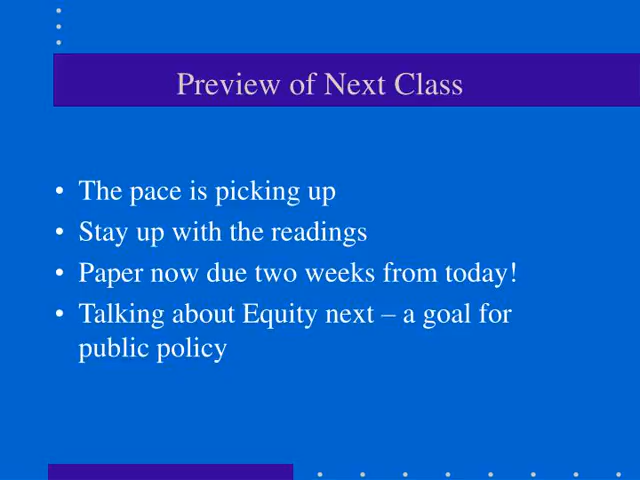 Preview of Next Class
• The pace is picking up
• Stay up with the readings
• Paper now due two weeks from today!
• Talking about Equity next – a goal for
public policy